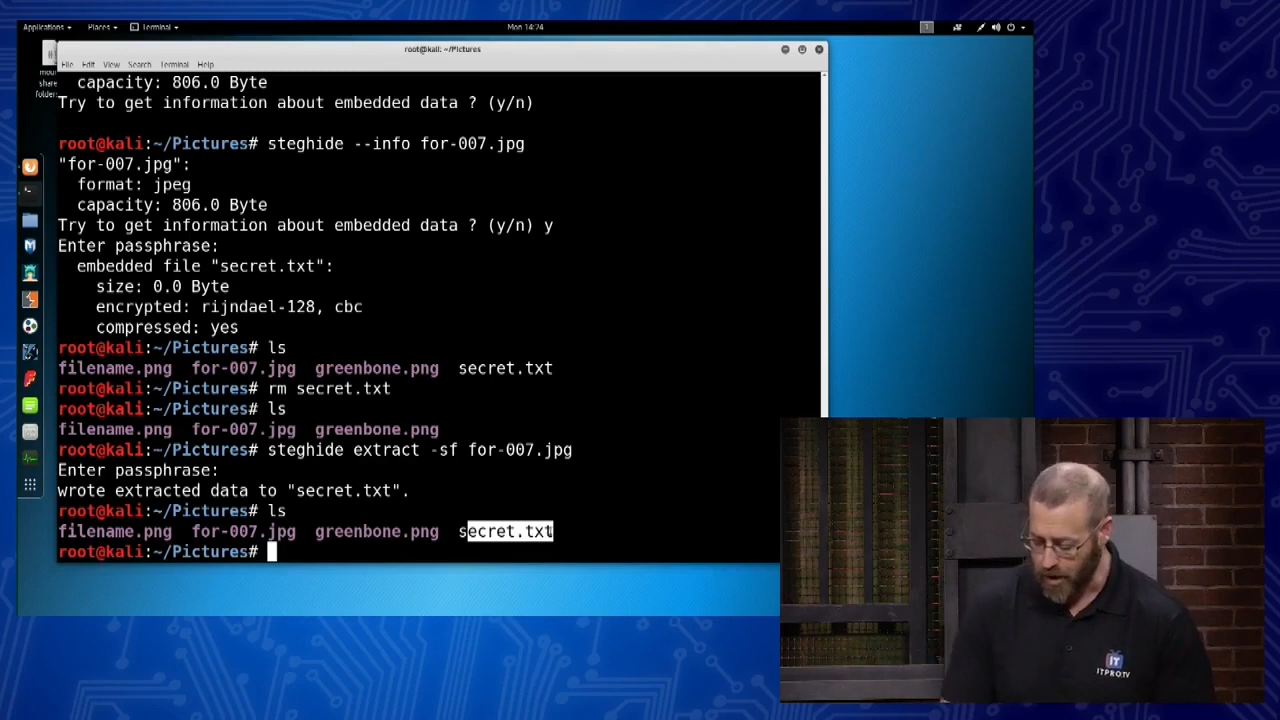 Applications Places Terminal Mon 14:24 1
root@kali: ~/Pictures
File Edit View Search Terminal Help
capacity: 806.0 Byte
Try to get information about embedded data ? (y/n)
root@kali:~/Pictures# steghide --info for-007.jpg
"for-007.jpg":
format: jpeg
capacity: 806.0 Byte
Try to get information about embedded data ? (y/n) y
Enter passphrase:
embedded file "secret.txt":
size: 0.0 Byte
encrypted: rijndael-128, cbc
compressed: yes
root@kali:~/Pictures# ls
filename.png for-007.jpg greenbone.png secret.txt
root@kali:~/Pictures# rm secret.txt
root@kali:~/Pictures# ls
filename.png for-007.jpg greenbone.png
root@kali:~/Pictures# steghide extract -sf for-007.jpg
Enter passphrase:
wrote extracted data to "secret.txt".
root@kali:~/Pictures# ls
filename.png for-007.jpg greenbone.png secret.txt
root@kali:~/Pictures#
IT
ITPRO.TV